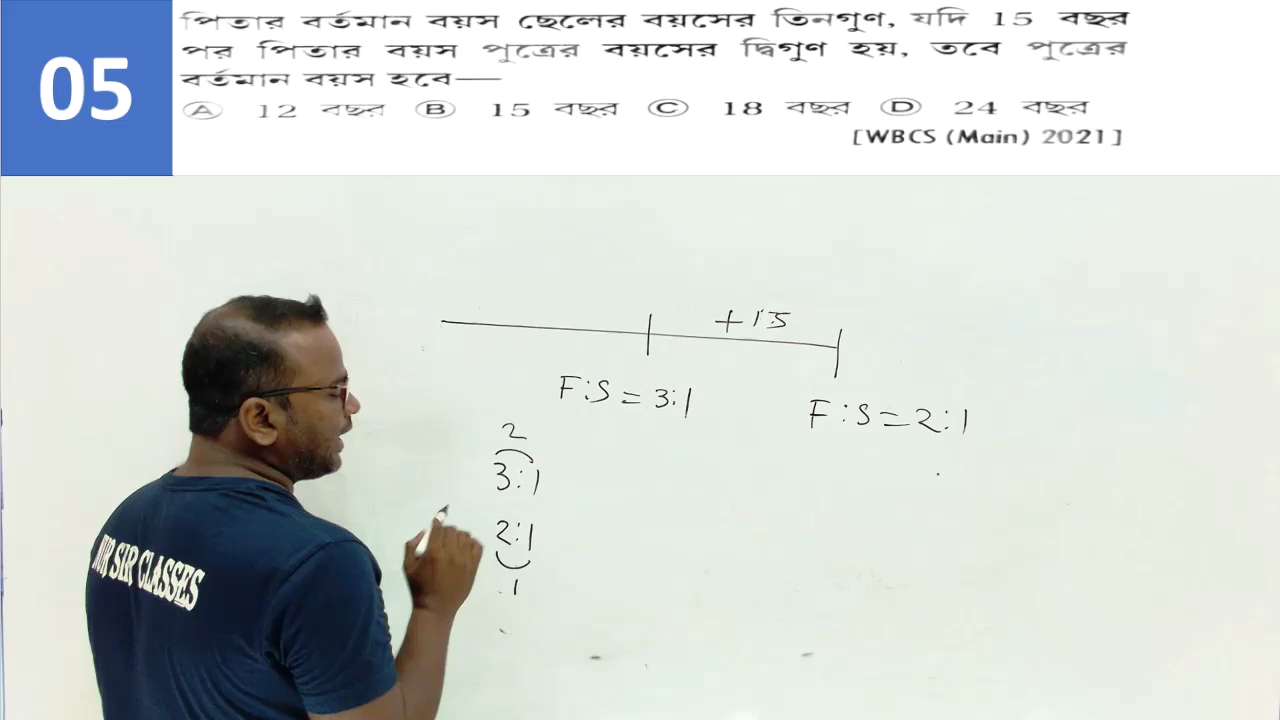 05
পিতার বর্তমান বয়স ছেলের বয়সের তিনগুণ, যদি 15 বছর
পর পিতার বয়স পুত্রের বয়সের দ্বিগুণ হয়, তবে পুত্রের
বর্তমান বয়স হবে—
Ⓐ 12 বছর Ⓑ 15 বছর Ⓒ 18 বছর Ⓓ 24 বছর
[WBCS (Main) 2021]
+15
F:S = 3:1
F:S = 2:1
2
3:1
2:1
1
NUR SIR CLASSES